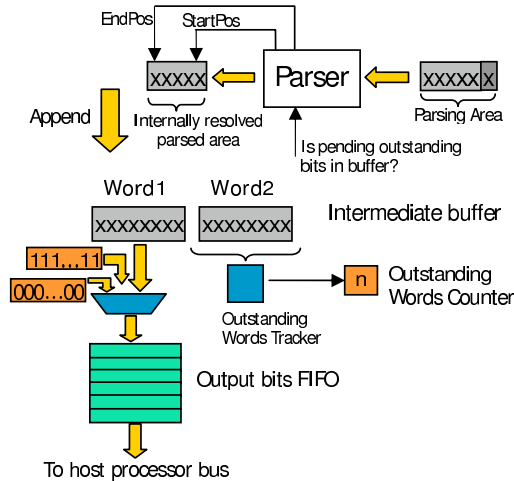 EndPos
StartPos
xxxxx
Parser
xxxxx x
Append
Internally resolved
parsed area
Parsing Area
Is pending outstanding
bits in buffer?
Word1 Word2
xxxxxxxx xxxxxxxx
Intermediate buffer
111...11
000...00
n
Outstanding
Words Counter
Outstanding
Words Tracker
Output bits FIFO
To host processor bus